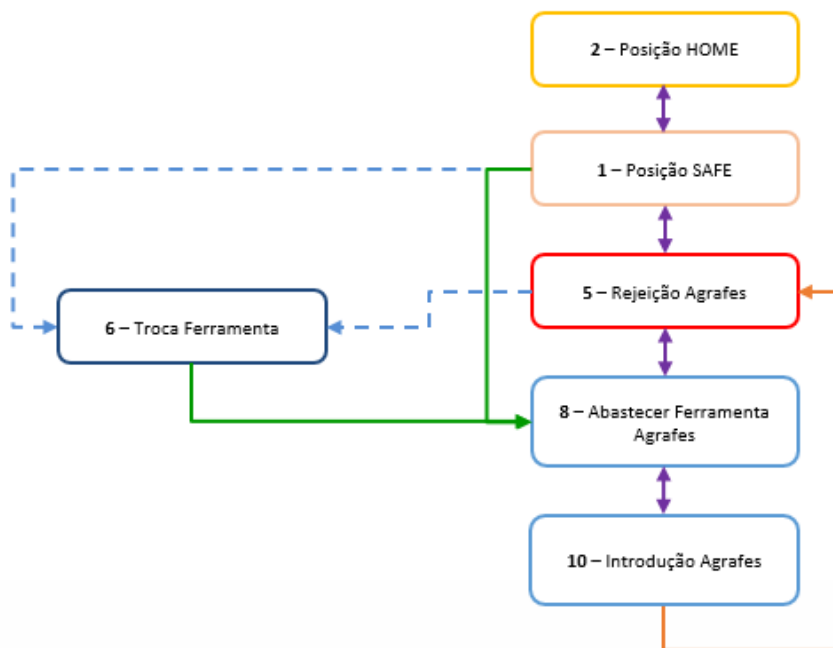 2 – Posição HOME
1 – Posição SAFE
5 – Rejeição Agrafes
6 – Troca Ferramenta
8 – Abastecer Ferramenta
Agrafes
10 – Introdução Agrafes